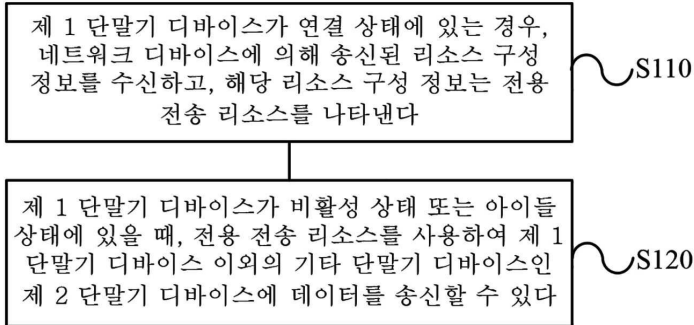 제 1 단말기 디바이스가 연결 상태에 있는 경우,
네트워크 디바이스에 의해 송신된 리소스 구성
정보를 수신하고, 해당 리소스 구성 정보는 전용
전송 리소스를 나타낸다
S110
제 1 단말기 디바이스가 비활성 상태 또는 아이들
상태에 있을 때, 전용 전송 리소스를 사용하여 제 1
단말기 디바이스 이외의 기타 단말기 디바이스인
제 2 단말기 디바이스에 데이터를 송신할 수 있다
S120